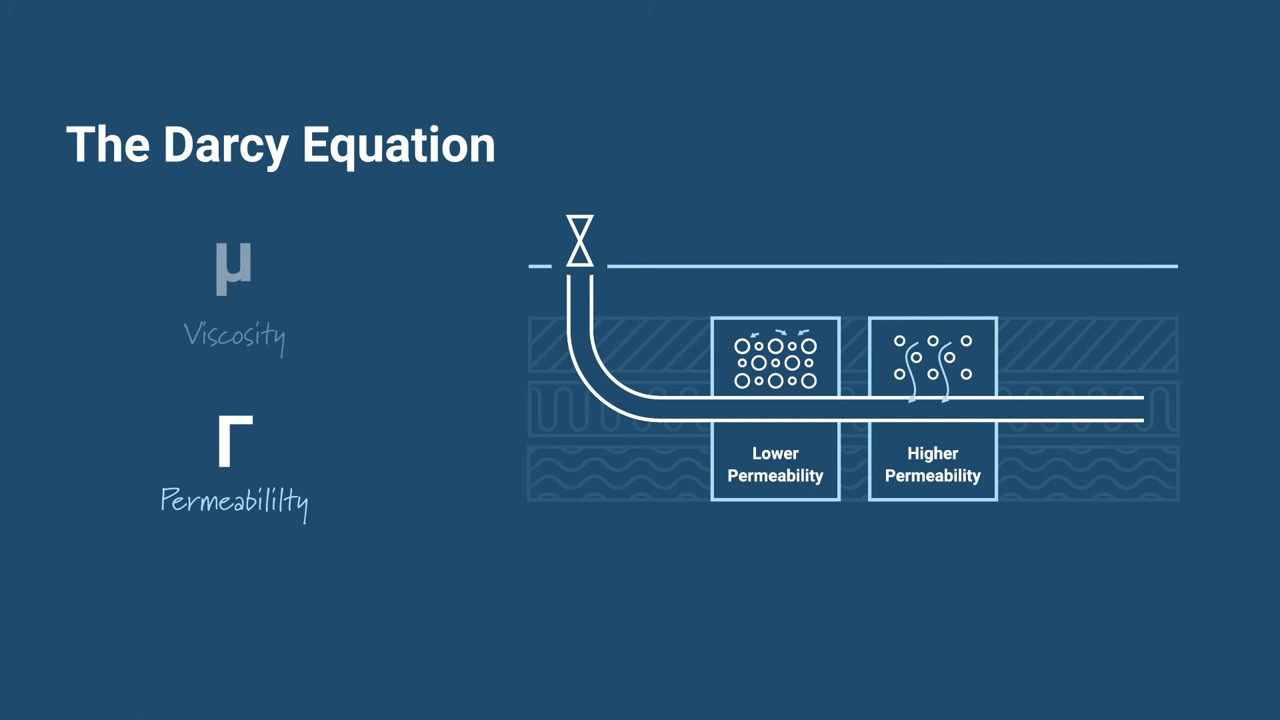 The Darcy Equation
μ
Viscosity
Γ
Permeabililty
Lower
Permeability
Higher
Permeability